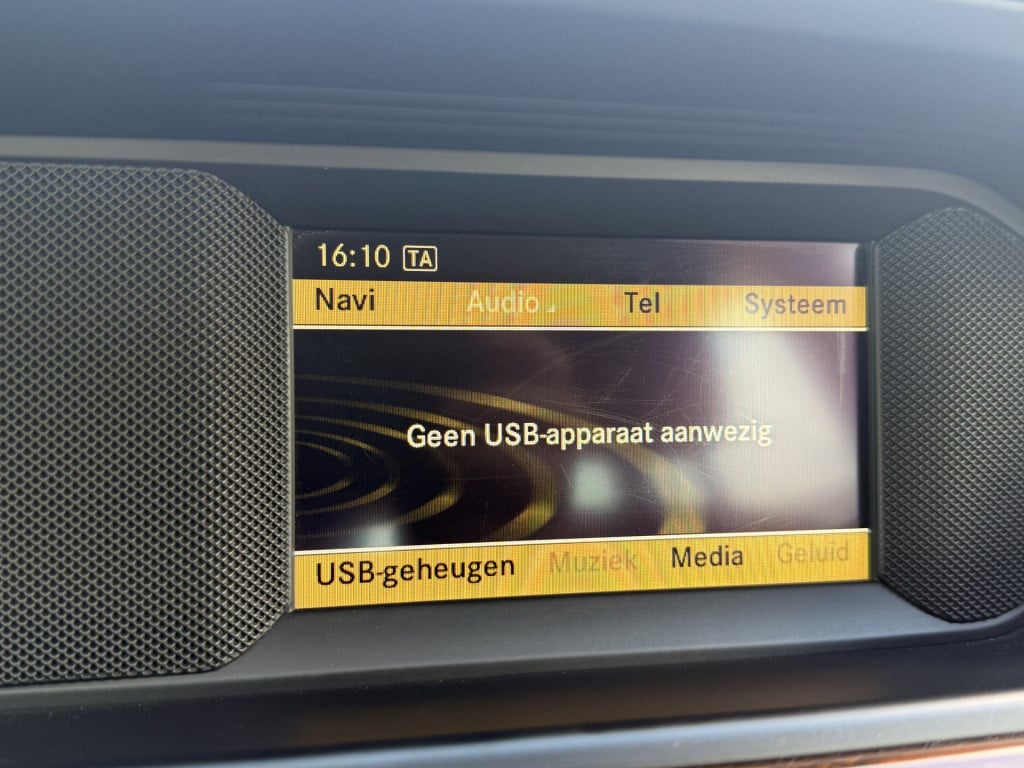 16:10 TA
Navi Audio Tel Systeem
Geen USB-apparaat aanwezig
USB-geheugen Muziek Media Geluid